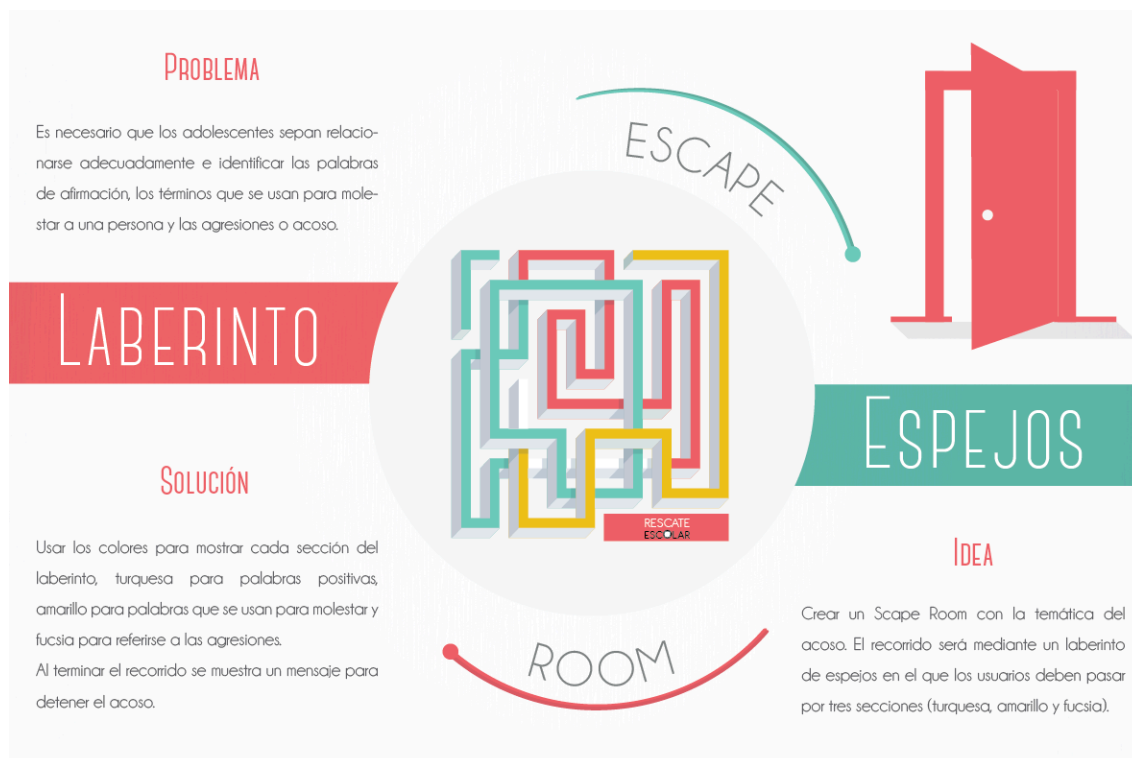 PROBLEMA
Es necesario que los adolescentes sepan relacio-
narse adecuadamente e identificar las palabras
de afirmación, los términos que se usan para mole-
star a una persona y las agresiones o acoso.
LABERINTO
SOLUCIÓN
Usar los colores para mostrar cada sección del
laberinto, turquesa para palabras positivas,
amarillo para palabras que se usan para molestar y
fucsia para referirse a las agresiones.
Al terminar el recorrido se muestra un mensaje para
detener el acoso.
ESCAPE
RESCATE
ESCOLAR
ROOM
ESPEJOS
IDEA
Crear un Scape Room con la temática del
acoso. El recorrido será mediante un laberinto
de espejos en el que los usuarios deben pasar
por tres secciones (turquesa, amarillo y fucsia).